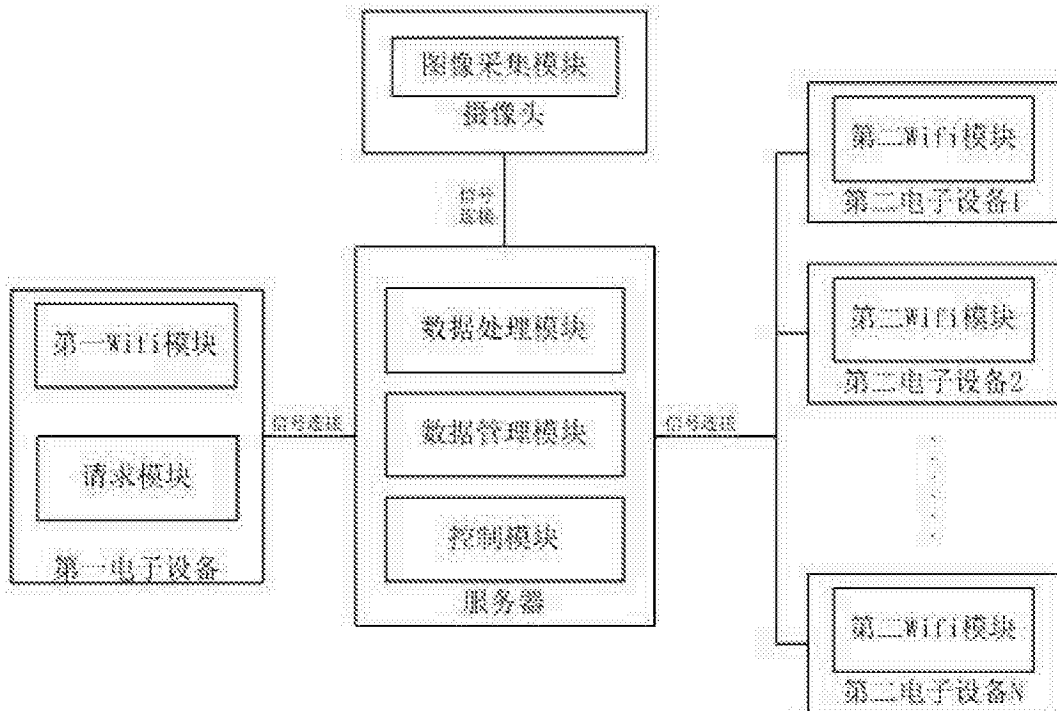 图像采集模块
摄像头
信号
连接
第一Wifi模块
请求模块
第一电子设备
信号连接
数据处理模块
数据管理模块
控制模块
服务器
信号连接
第二Wifi模块
第二电子设备1
第二Wifi模块
第二电子设备2
第二Wifi模块
第二电子设备N